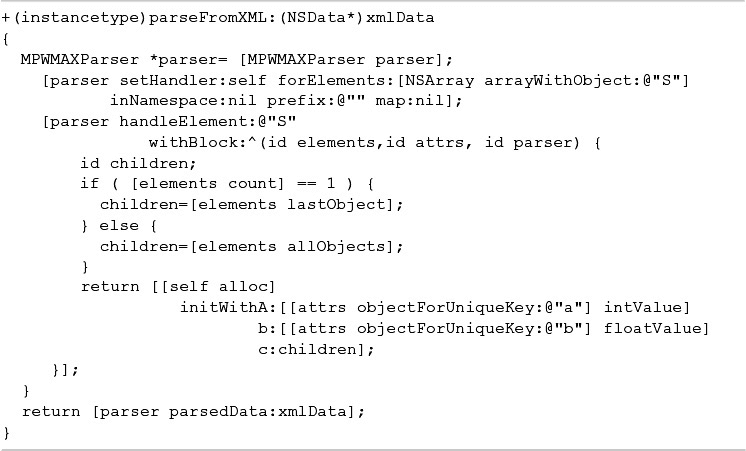 +(instancetype)parseFromXML:(NSData*)xmlData
{
  MPWMAXParser *parser= [MPWMAXParser parser];
    [parser setHandler:self forElements:[NSArray arrayWithObject:@"S"]
           inNamespace:nil prefix:@"" map:nil];
    [parser handleElement:@"S"
               withBlock:^(id elements,id attrs, id parser) {
        id children;
        if ( [elements count] == 1 ) {
          children=[elements lastObject];
        } else {
          children=[elements allObjects];
        }
        return [[self alloc]
                  initWithA:[[attrs objectForUniqueKey:@"a"] intValue]
                          b:[[attrs objectForUniqueKey:@"b"] floatValue]
                          c:children];
     }];
  }
  return [parser parsedData:xmlData];
}